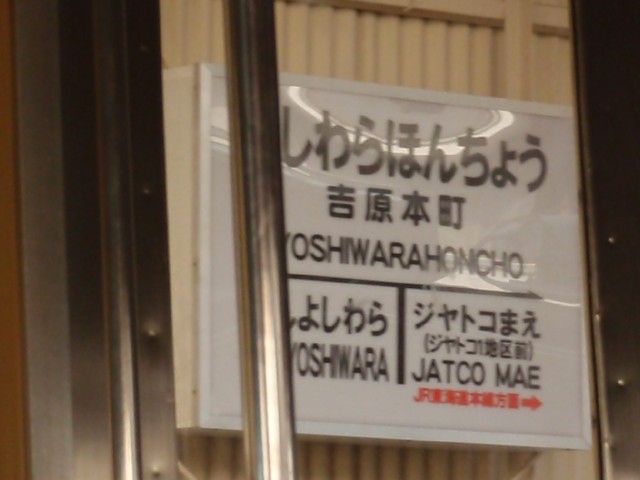 しわらほんちょう
吉原本町
YOSHIWARAHONCHO
しよしわら
YOSHIWARA
ジヤトコまえ
(ジヤトコ1地区前)
JATCO MAE
JR東海道本線方面➡